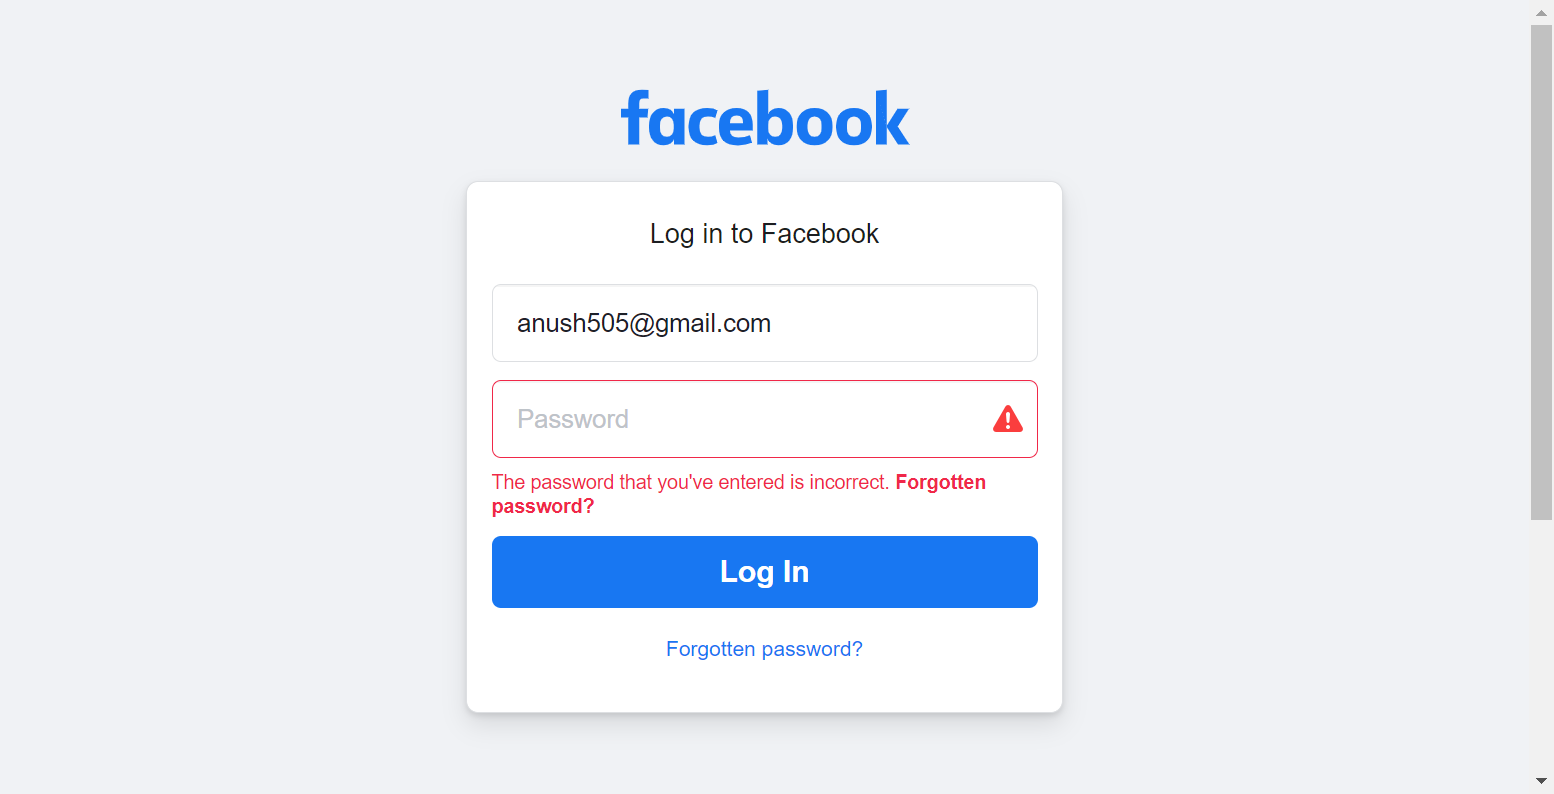 facebook
Log in to Facebook
anush505@gmail.com
Password
The password that you've entered is incorrect. Forgotten
password?
Log In
Forgotten password?